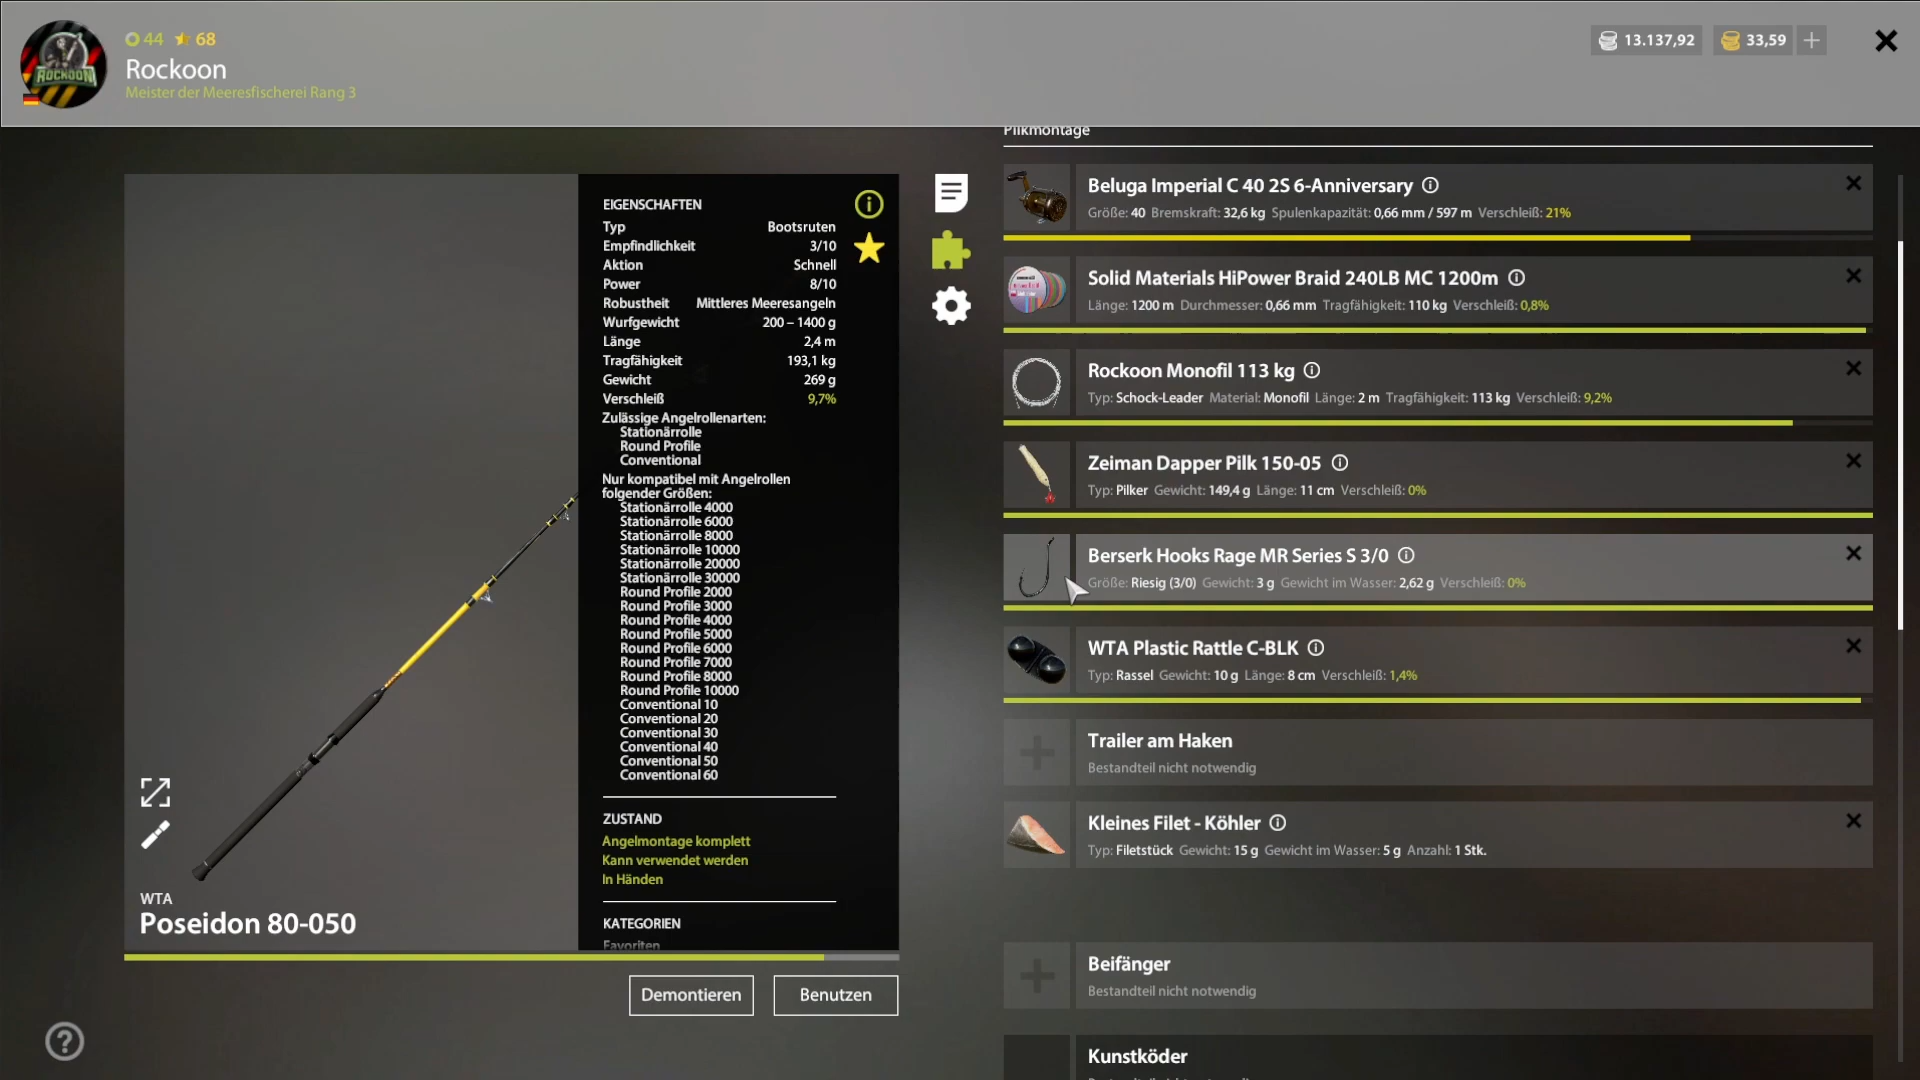 44 68
Rockoon
Meister der Meeresfischerei Rang 3
13.137,92 33,59
ROCKOON
Pilkmontage
EIGENSCHAFTEN
Typ Bootsruten
Empfindlichkeit 3/10
Aktion Schnell
Power 8/10
Robustheit Mittleres Meeresangeln
Wurfgewicht 200 – 1400 g
Länge 2,4 m
Tragfähigkeit 193,1 kg
Gewicht 269 g
Verschleiß 9,7%
Zulässige Angelrollenarten:
Stationärrolle
Round Profile
Conventional
Nur kompatibel mit Angelrollen
folgender Größen:
Stationärrolle 4000
Stationärrolle 6000
Stationärrolle 8000
Stationärrolle 10000
Stationärrolle 20000
Stationärrolle 30000
Round Profile 2000
Round Profile 3000
Round Profile 4000
Round Profile 5000
Round Profile 6000
Round Profile 7000
Round Profile 8000
Round Profile 10000
Conventional 10
Conventional 20
Conventional 30
Conventional 40
Conventional 50
Conventional 60
ZUSTAND
Angelmontage komplett
Kann verwendet werden
In Händen
KATEGORIEN
Favoriten
WTA
Poseidon 80-050
Demontieren Benutzen
Beluga Imperial C 40 2S 6-Anniversary
Größe: 40 Bremskraft: 32,6 kg Spulenkapazität: 0,66 mm / 597 m Verschleiß: 21%
Solid Materials HiPower Braid 240LB MC 1200m
Länge: 1200 m Durchmesser: 0,66 mm Tragfähigkeit: 110 kg Verschleiß: 0,8%
Rockoon Monofil 113 kg
Typ: Schock-Leader Material: Monofil Länge: 2 m Tragfähigkeit: 113 kg Verschleiß: 9,2%
Zeiman Dapper Pilk 150-05
Typ: Pilker Gewicht: 149,4 g Länge: 11 cm Verschleiß: 0%
Berserk Hooks Rage MR Series S 3/0
Größe: Riesig (3/0) Gewicht: 3 g Gewicht im Wasser: 2,62 g Verschleiß: 0%
WTA Plastic Rattle C-BLK
Typ: Rassel Gewicht: 10 g Länge: 8 cm Verschleiß: 1,4%
Trailer am Haken
Bestandteil nicht notwendig
Kleines Filet - Köhler
Typ: Filetstück Gewicht: 15 g Gewicht im Wasser: 5 g Anzahl: 1 Stk.
Beifänger
Bestandteil nicht notwendig
Kunstköder